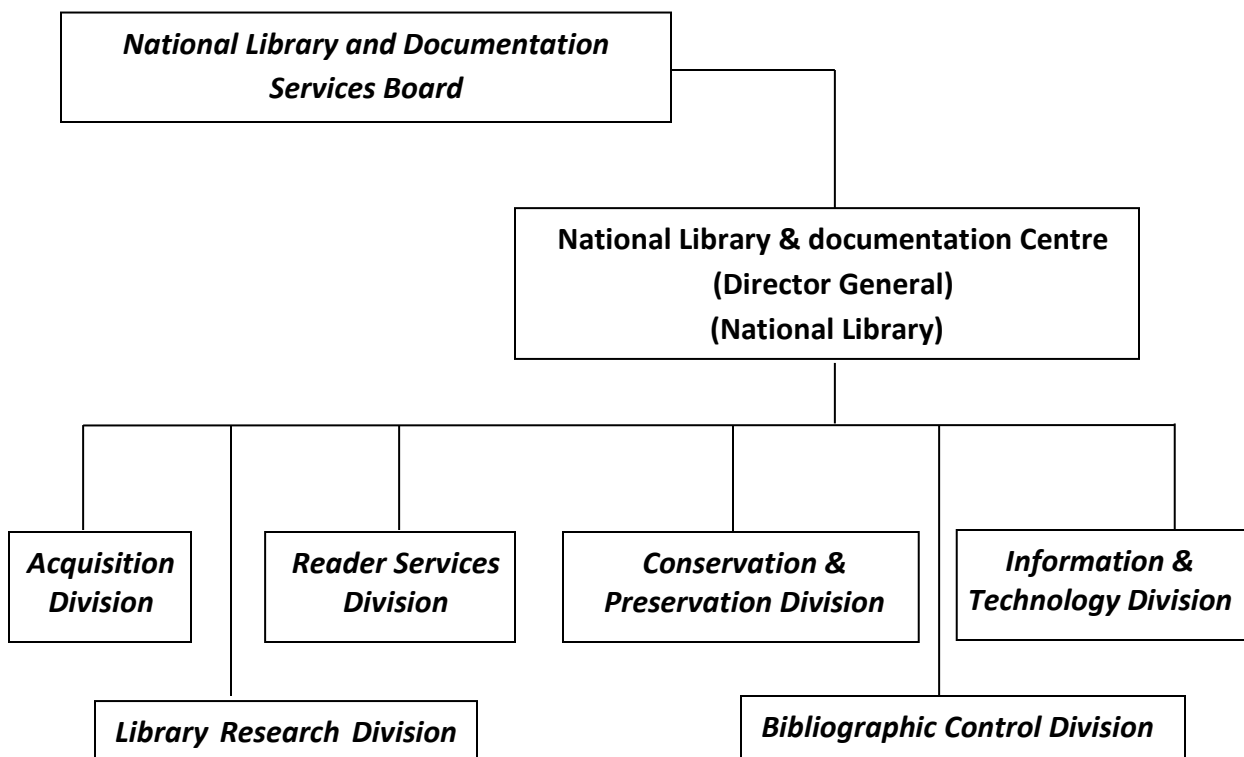 National Library and Documentation
Services Board
National Library & documentation Centre
(Director General)
(National Library)
Acquisition
Division
Reader Services
Division
Conservation &
Preservation Division
Information &
Technology Division
Library Research Division
Bibliographic Control Division